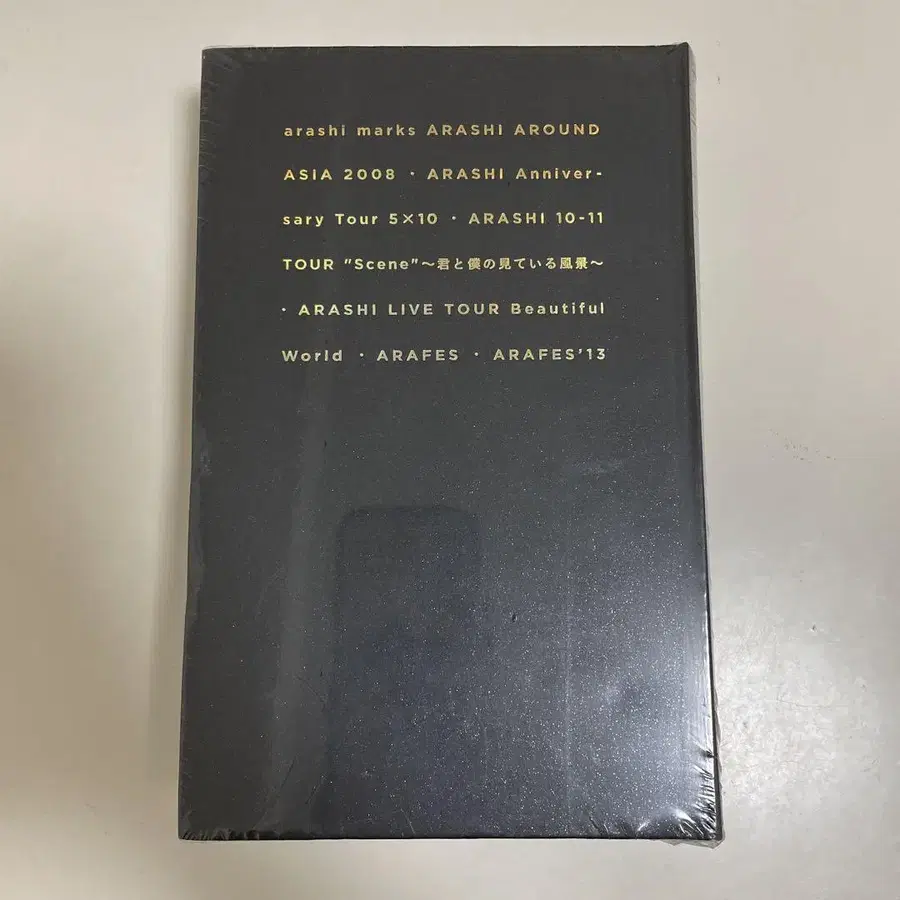 arashi marks ARASHI AROUND
ASIA 2008 · ARASHI Anniver-
sary Tour 5×10 · ARASHI 10-11
TOUR "Scene"～君と僕の見ている風景～
· ARASHI LIVE TOUR Beautiful
World · ARAFES · ARAFES'13